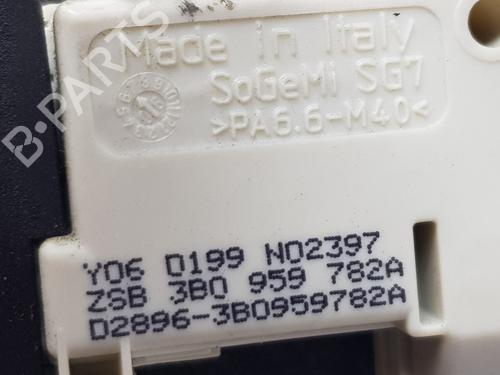 Made in Italy
SoGeMi SG7
>PA6.6-M40<
Y06 D199 N02397
ZSB 3B0 959 782A
D2896-3B0959782A
B-PARTS